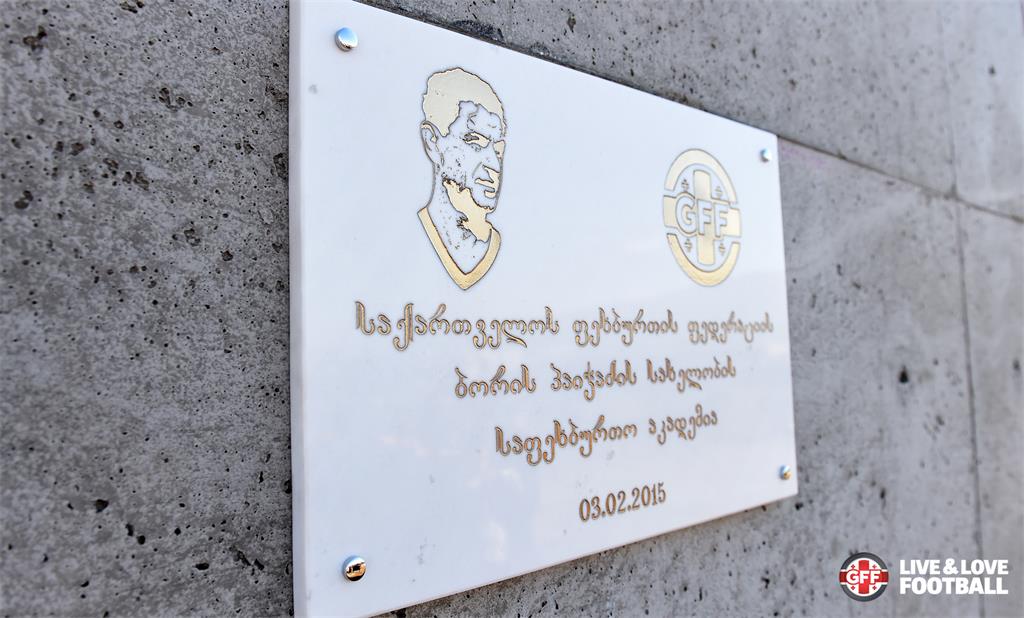 GFF
საქართველოს ფეხბურთის ფედერაციის
ბორის პაიჭაძის სახელობის
საფეხბურთო აკადემია
03.02.2015
GFF
LIVE & LOVE
FOOTBALL